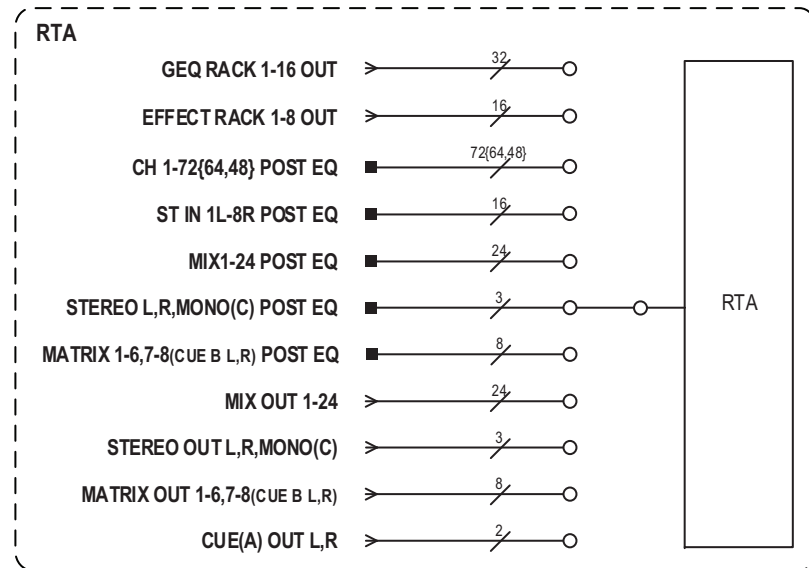 RTA
GEQ RACK 1-16 OUT 32
EFFECT RACK 1-8 OUT 16
CH 1-72{64,48} POST EQ 72{64,48}
ST IN 1L-8R POST EQ 16
MIX1-24 POST EQ 24
STEREO L,R,MONO(C) POST EQ 3 RTA
MATRIX 1-6,7-8(CUE B L,R) POST EQ 8
MIX OUT 1-24 24
STEREO OUT L,R,MONO(C) 3
MATRIX OUT 1-6,7-8(CUE B L,R) 8
CUE(A) OUT L,R 2